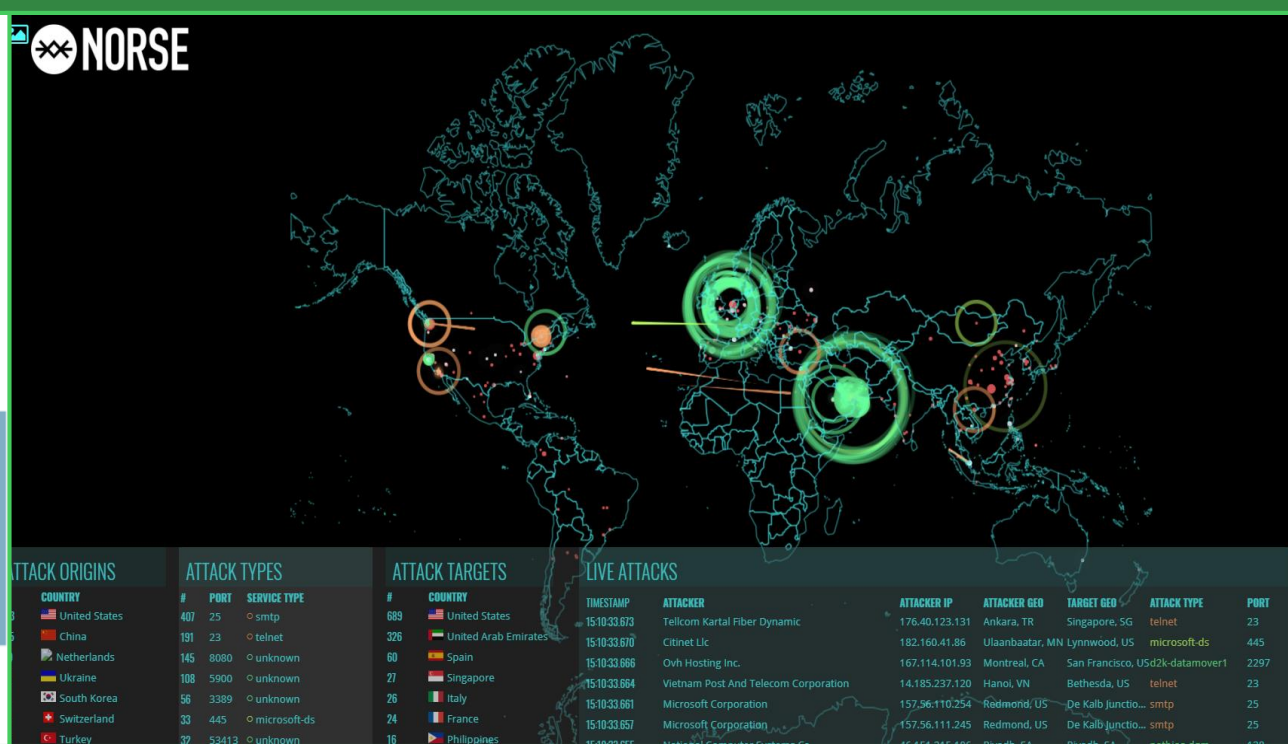 NORSE
ATTACK ORIGINS
COUNTRY
United States
China
Netherlands
Ukraine
South Korea
Switzerland
Turkey
ATTACK TYPES
# PORT SERVICE TYPE
407 25 smtp
191 23 telnet
145 8080 unknown
108 5900 unknown
56 3389 unknown
33 445 microsoft-ds
32 53413 unknown
ATTACK TARGETS
# COUNTRY
689 United States
326 United Arab Emirates
60 Spain
27 Singapore
26 Italy
24 France
16 Philippines
LIVE ATTACKS
TIMESTAMP ATTACKER ATTACKER IP ATTACKER GEO TARGET GEO ATTACK TYPE PORT
15:10:33.673 Tellcom Kartal Fiber Dynamic 176.40.123.131 Ankara, TR Singapore, SG telnet 23
15:10:33.670 Citinet Llc 182.160.41.86 Ulaanbaatar, MN Lynnwood, US microsoft-ds 445
15:10:33.666 Ovh Hosting Inc. 167.114.101.93 Montreal, CA San Francisco, US d2k-datamover1 2297
15:10:33.664 Vietnam Post And Telecom Corporation 14.185.237.120 Hanoi, VN Bethesda, US telnet 23
15:10:33.661 Microsoft Corporation 157.56.110.254 Redmond, US De Kalb Junctio... smtp 25
15:10:33.657 Microsoft Corporation 157.56.111.245 Redmond, US De Kalb Junctio... smtp 25